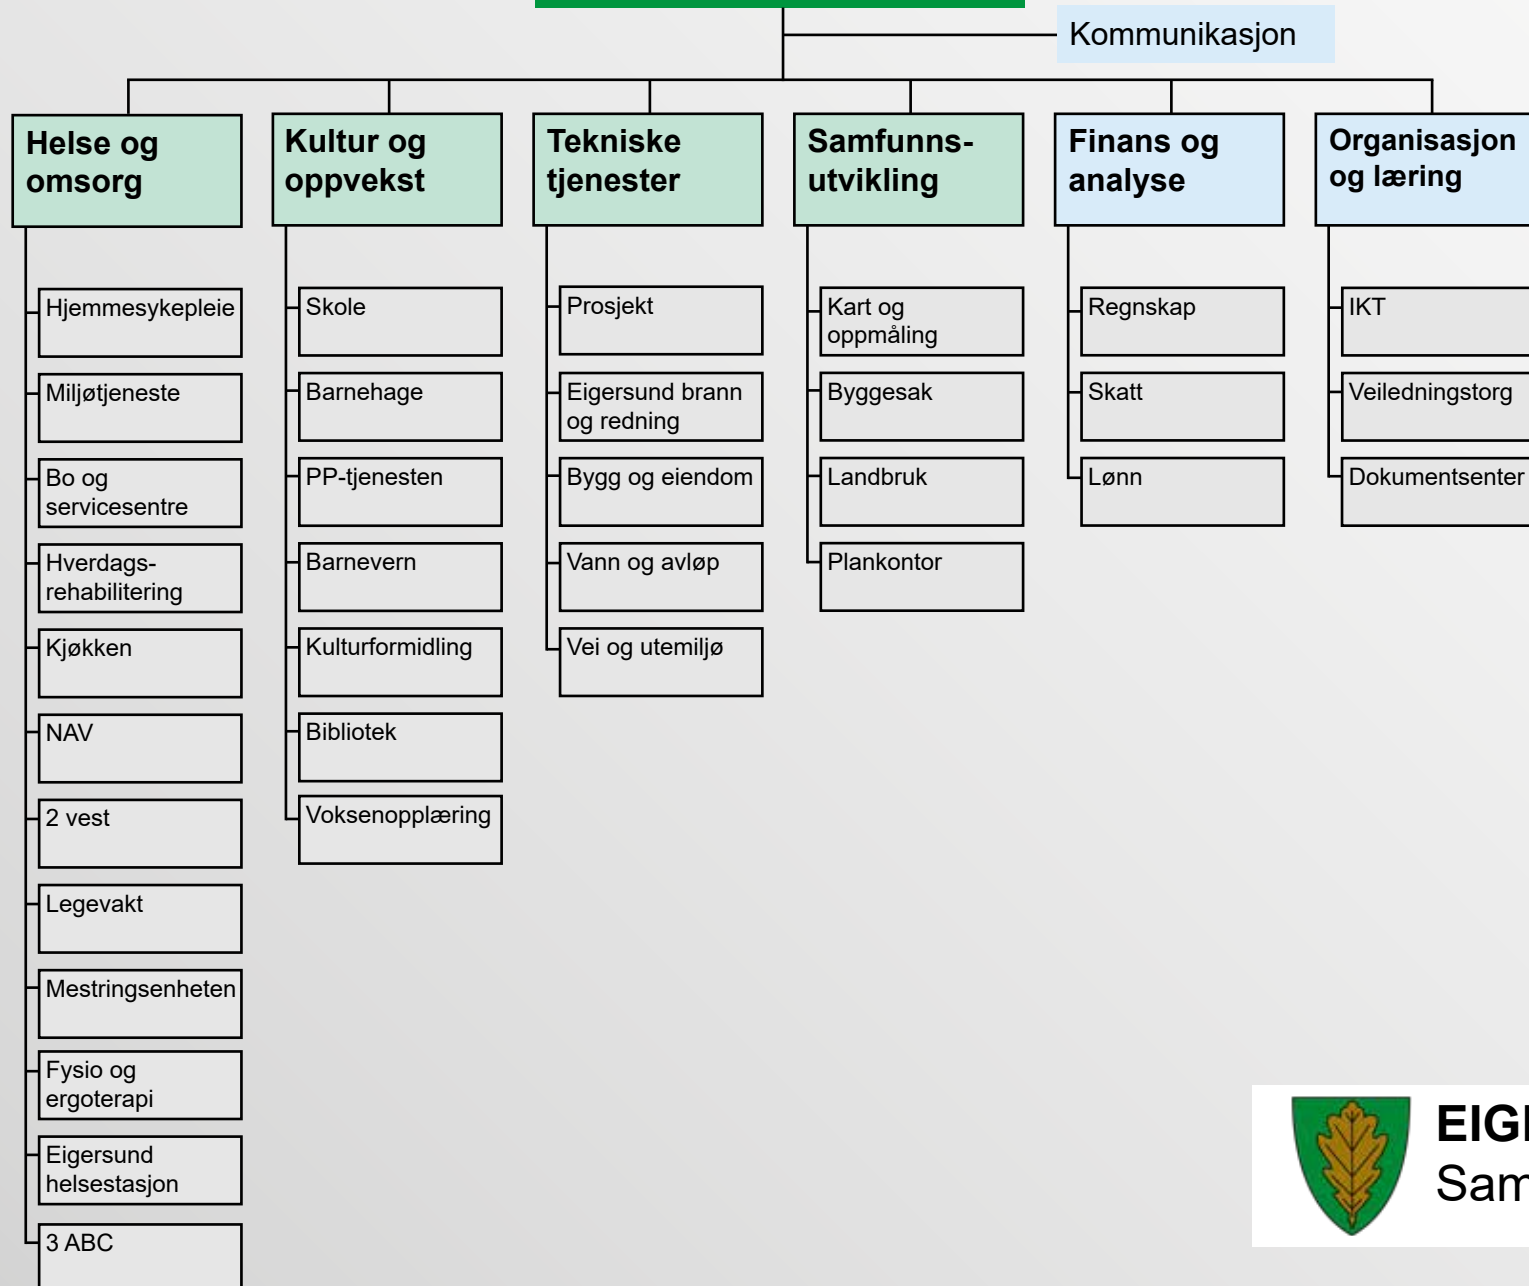 Kommunikasjon
Helse og
omsorg
Hjemmesykepleie
Miljøtjeneste
Bo og
servicesentre
Hverdags-
rehabilitering
Kjøkken
NAV
2 vest
Legevakt
Mestringsenheten
Fysio og
ergoterapi
Eigersund
helsestasjon
3 ABC
Kultur og
oppvekst
Skole
Barnehage
PP-tjenesten
Barnevern
Kulturformidling
Bibliotek
Voksenopplæring
Tekniske
tjenester
Prosjekt
Eigersund brann
og redning
Bygg og eiendom
Vann og avløp
Vei og utemiljø
Samfunns-
utvikling
Kart og
oppmåling
Byggesak
Landbruk
Plankontor
Finans og
analyse
Regnskap
Skatt
Lønn
Organisasjon
og læring
IKT
Veiledningstorg
Dokumentsenter